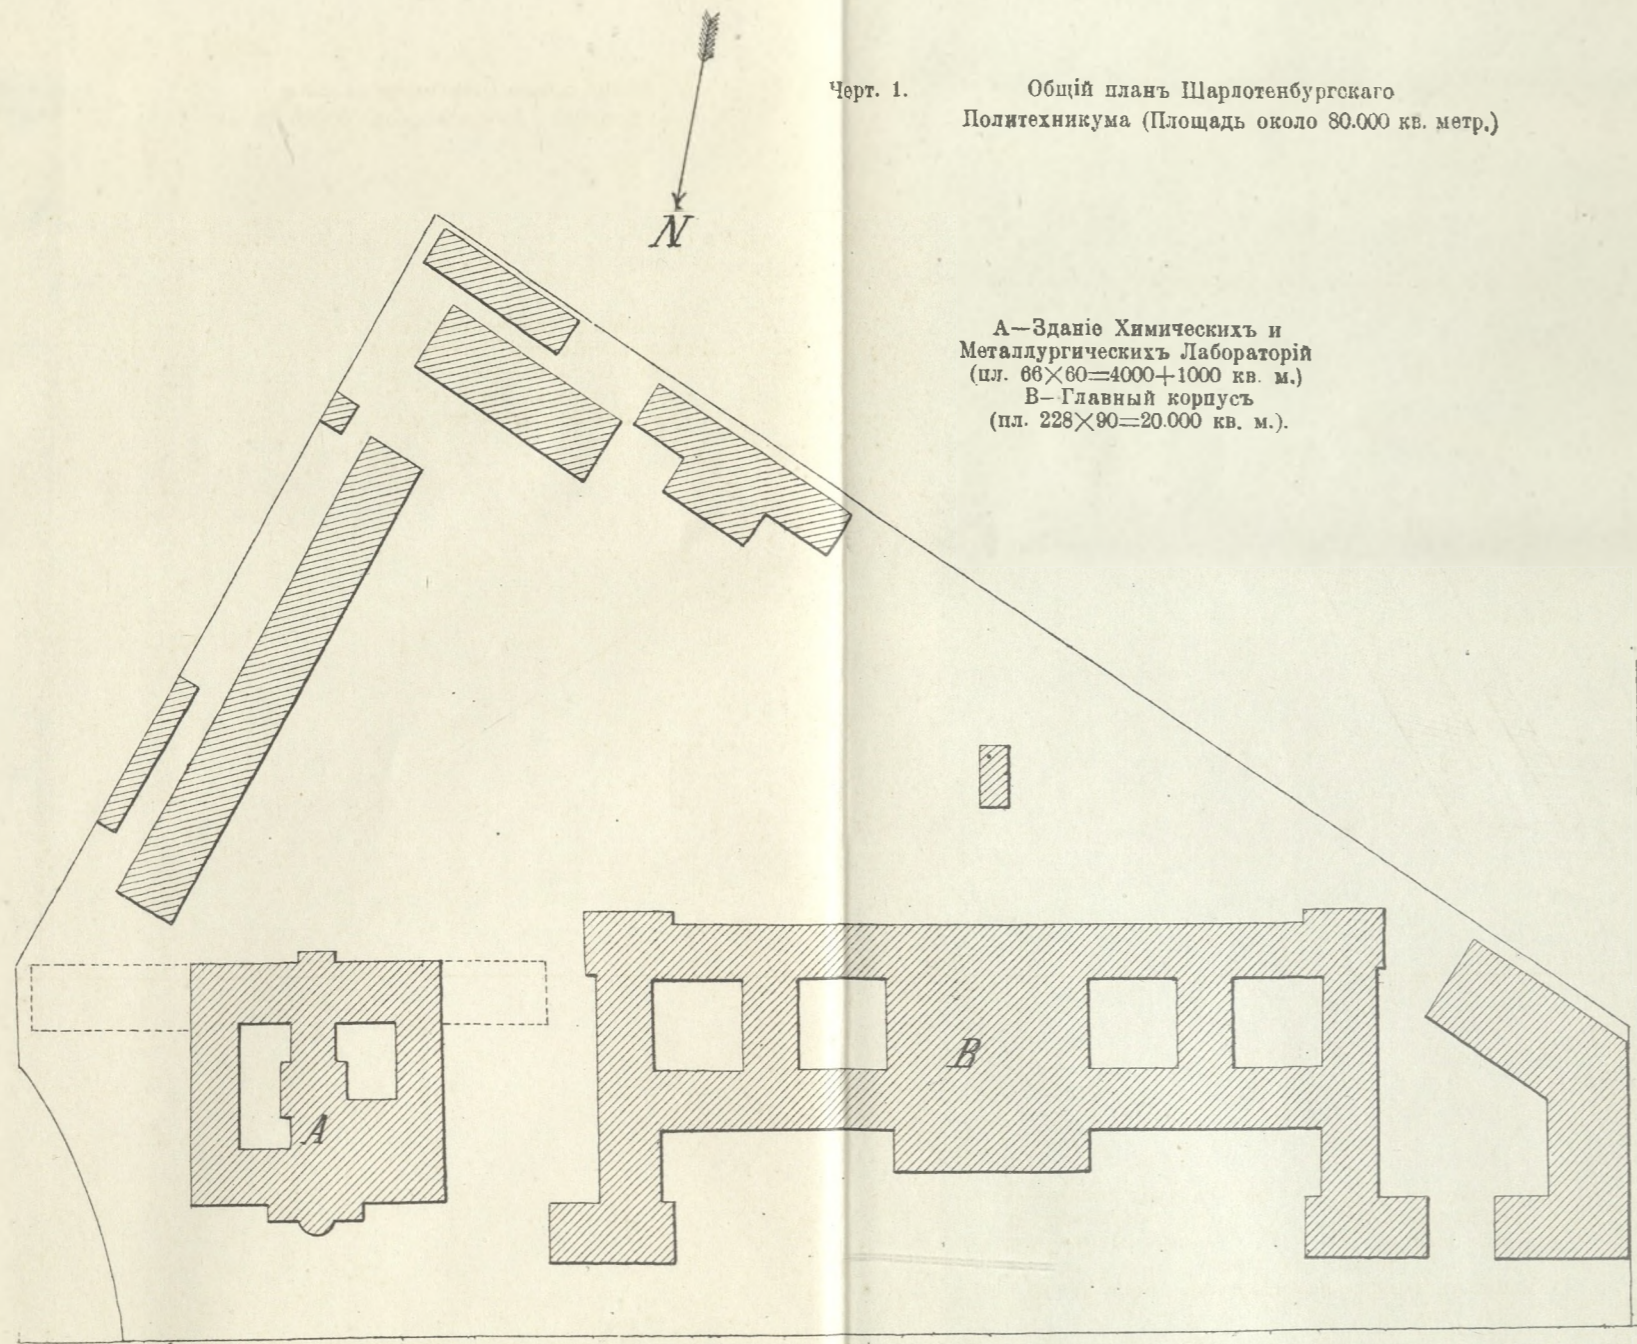 Черт. 1.
Общій планъ Шарлотенбургскаго
Политехникума (Площадь около 80.000 кв. метр.)
N
А—Зданіе Химическихъ и
Металлургическихъ Лабораторій
(пл. 66×60=4000+1000 кв. м.)
В—Главный корпусъ
(пл. 228×90=20.000 кв. м.).
B
A